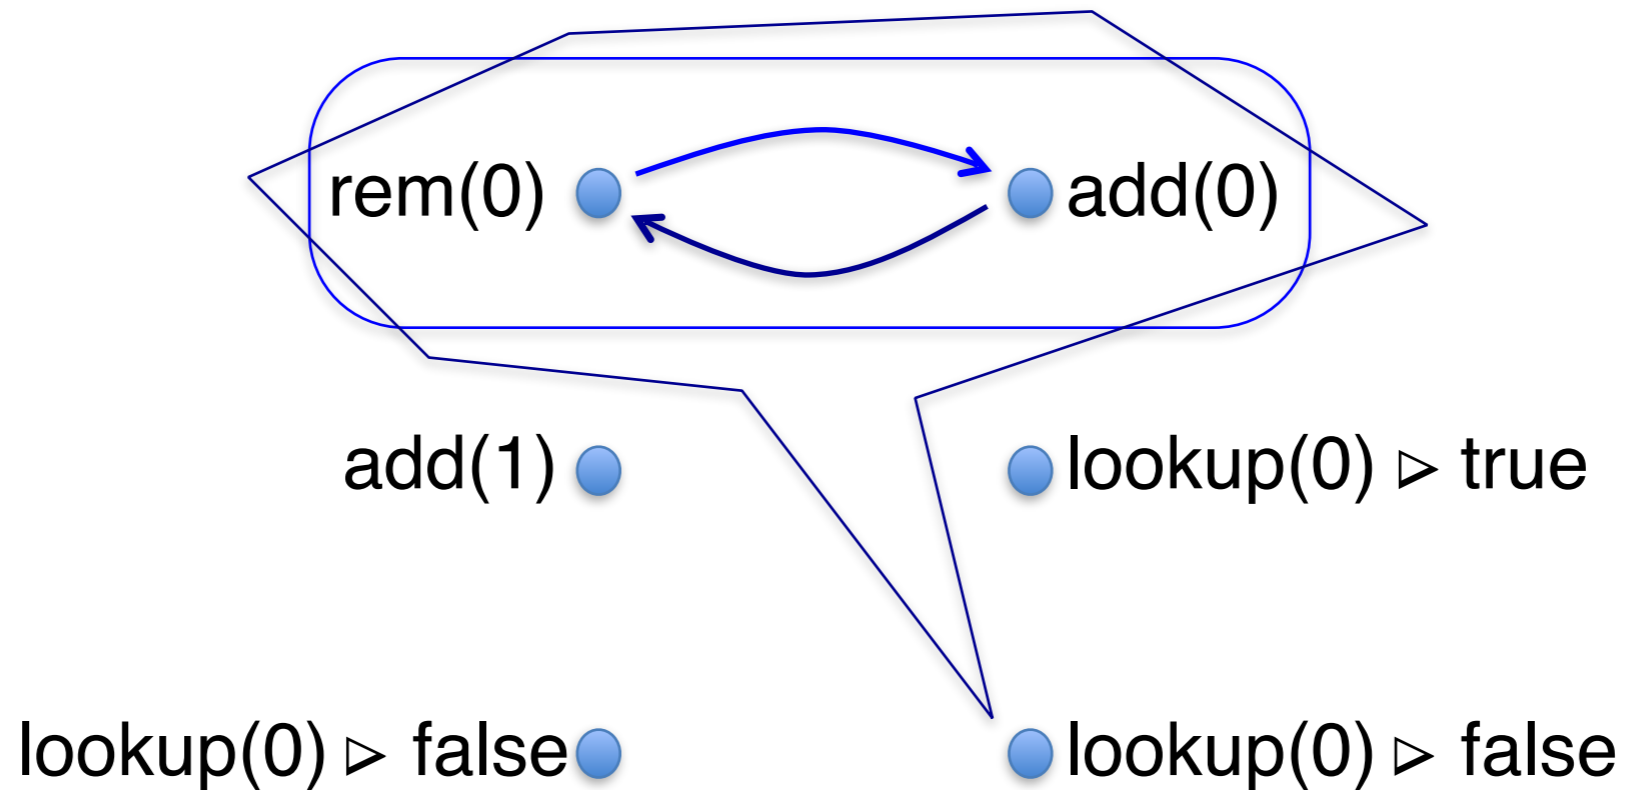 rem(0) add(0)
add(1) lookup(0) ▹ true
lookup(0) ▹ false lookup(0) ▹ false